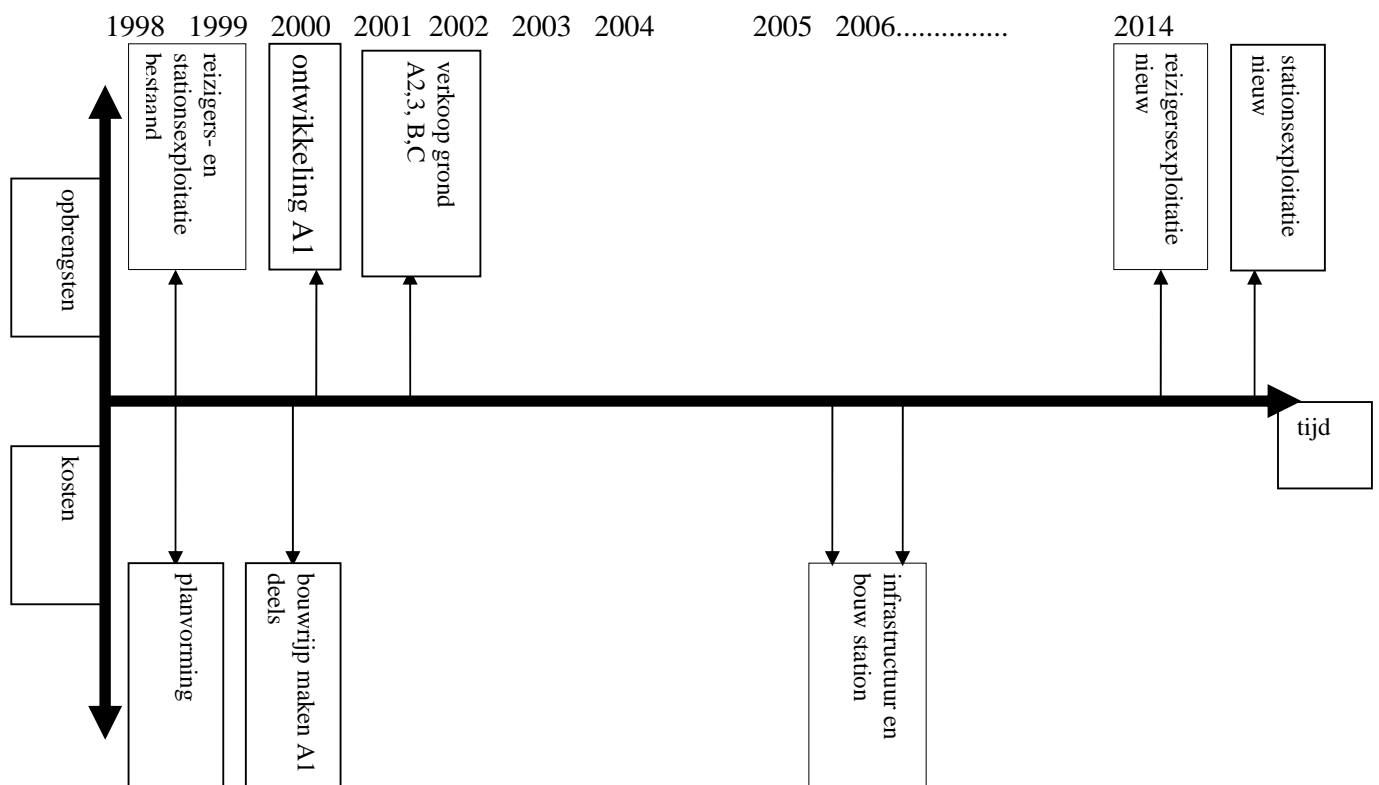 1998 1999 2000 2001 2002 2003 2004 2005 2006.............. 2014
reizigers- en
stationsexploitatie
bestaand
ontwikkeling A1
verkoop grond
A2,3, B,C
reizigersexploitatie
nieuw
stationsexploitatie
nieuw
opbrengsten
tijd
kosten
planvorming
bouwrijp maken A1
deels
infrastructuur en
bouw station